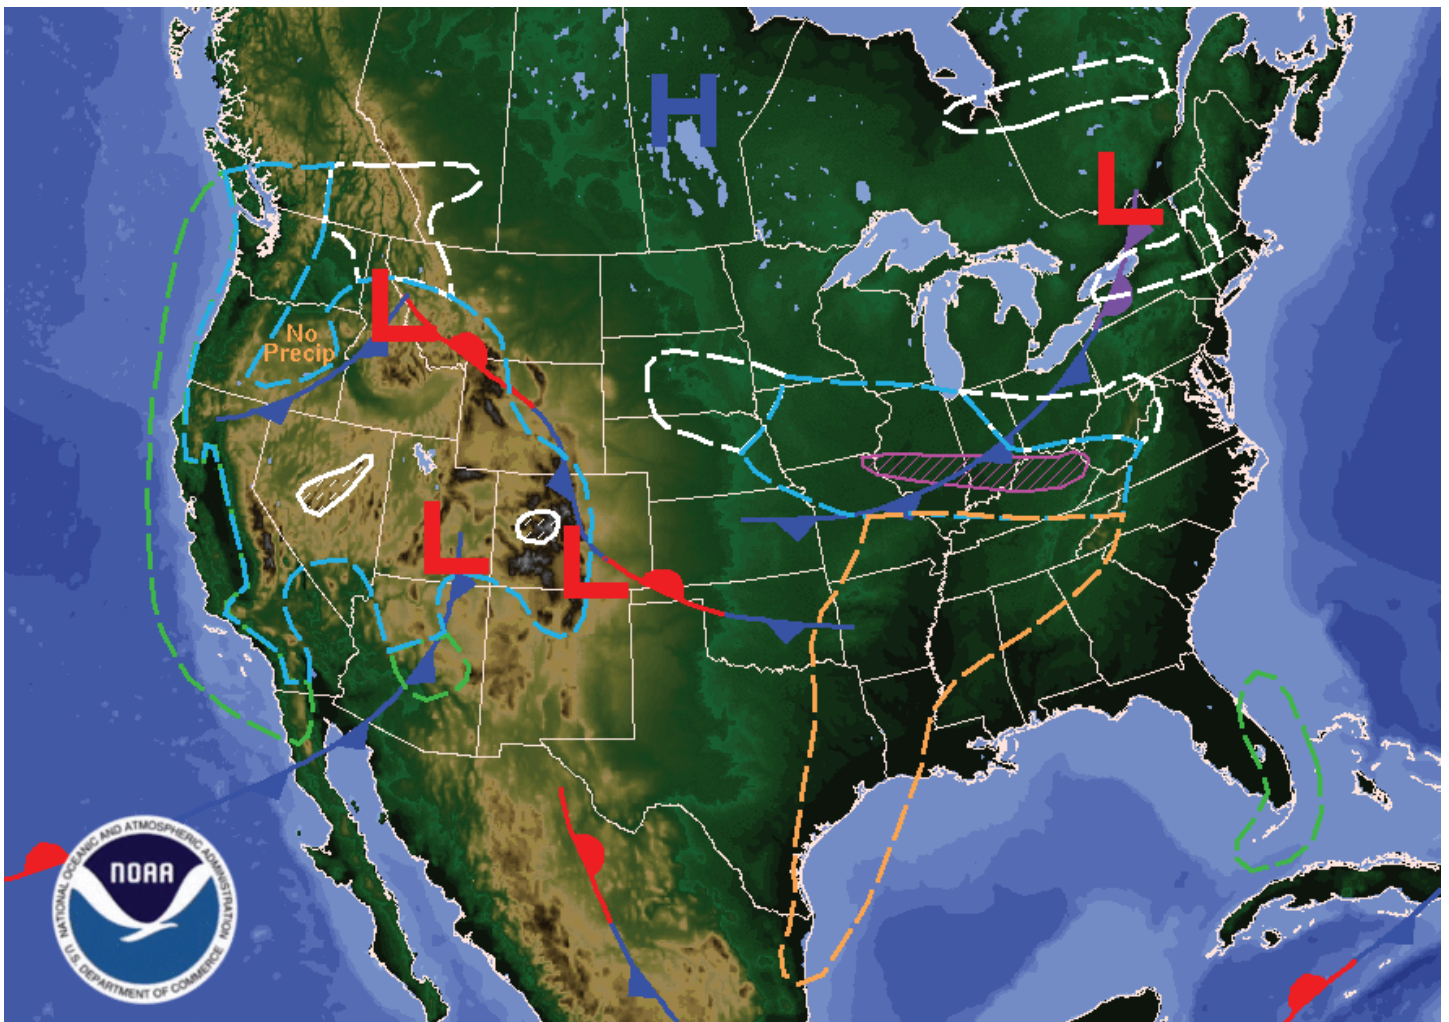 H
L
L
No
Precip
L
L
NATIONAL OCEANIC AND ATMOSPHERIC ADMINISTRATION
NOAA
U.S. DEPARTMENT OF COMMERCE